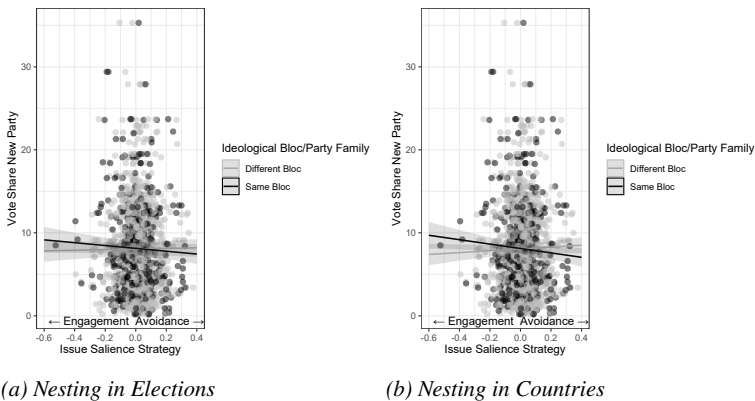 30
20
10
0
Vote Share New Party
← Engagement Avoidance →
-0.6 -0.4 -0.2 0.0 0.2 0.4
Issue Salience Strategy
Ideological Bloc/Party Family
Different Bloc
Same Bloc
(a) Nesting in Elections
30
20
10
0
Vote Share New Party
← Engagement Avoidance →
-0.6 -0.4 -0.2 0.0 0.2 0.4
Issue Salience Strategy
Ideological Bloc/Party Family
Different Bloc
Same Bloc
(b) Nesting in Countries